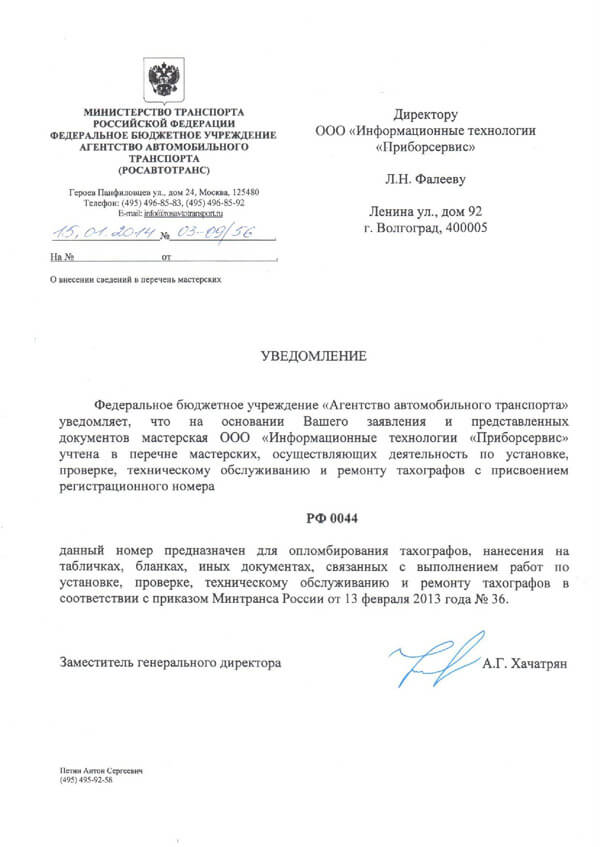 МИНИСТЕРСТВО ТРАНСПОРТА
РОССИЙСКОЙ ФЕДЕРАЦИИ
ФЕДЕРАЛЬНОЕ БЮДЖЕТНОЕ УЧРЕЖДЕНИЕ
АГЕНТСТВО АВТОМОБИЛЬНОГО
ТРАНСПОРТА
(РОСАВТОТРАНС)
Героев Панфиловцев ул., дом 24, Москва, 125480
Телефон: (495) 496-85-83, (495) 496-85-92
E-mail: info@rosavtotransport.ru
15.01.2014 № 03-09/56
На № от
О внесении сведений в перечень мастерских
Директору
ООО «Информационные технологии
«Приборсервис»
Л.Н. Фалееву
Ленина ул., дом 92
г. Волгоград, 400005
УВЕДОМЛЕНИЕ
Федеральное бюджетное учреждение «Агентство автомобильного транспорта»
уведомляет, что на основании Вашего заявления и представленных
документов мастерская ООО «Информационные технологии «Приборсервис»
учтена в перечне мастерских, осуществляющих деятельность по установке,
проверке, техническому обслуживанию и ремонту тахографов с присвоением
регистрационного номера
РФ 0044
данный номер предназначен для опломбирования тахографов, нанесения на
табличках, бланках, иных документах, связанных с выполнением работ по
установке, проверке, техническому обслуживанию и ремонту тахографов в
соответствии с приказом Минтранса России от 13 февраля 2013 года № 36.
Заместитель генерального директора А.Г. Хачатрян
Петин Антон Сергеевич
(495) 495-92-58